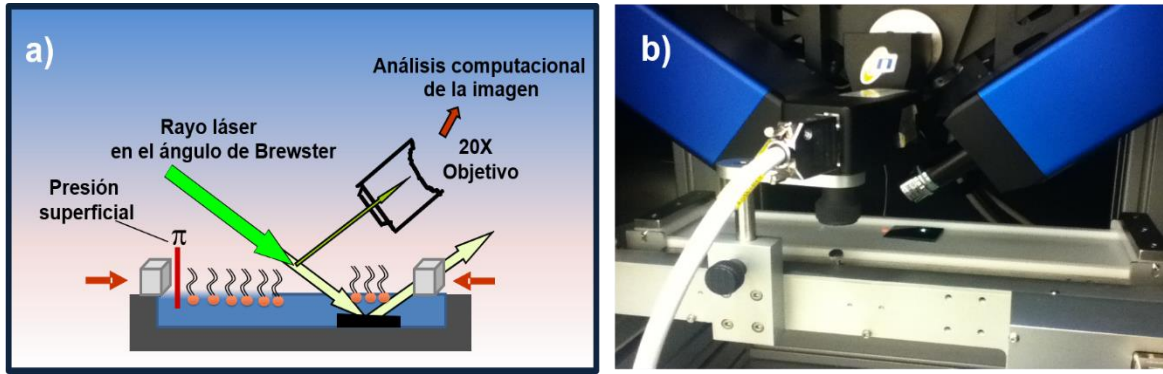 a)
Análisis computacional
de la imagen
Rayo láser
en el ángulo de Brewster
20X
Objetivo
Presión
superficial
π
b)